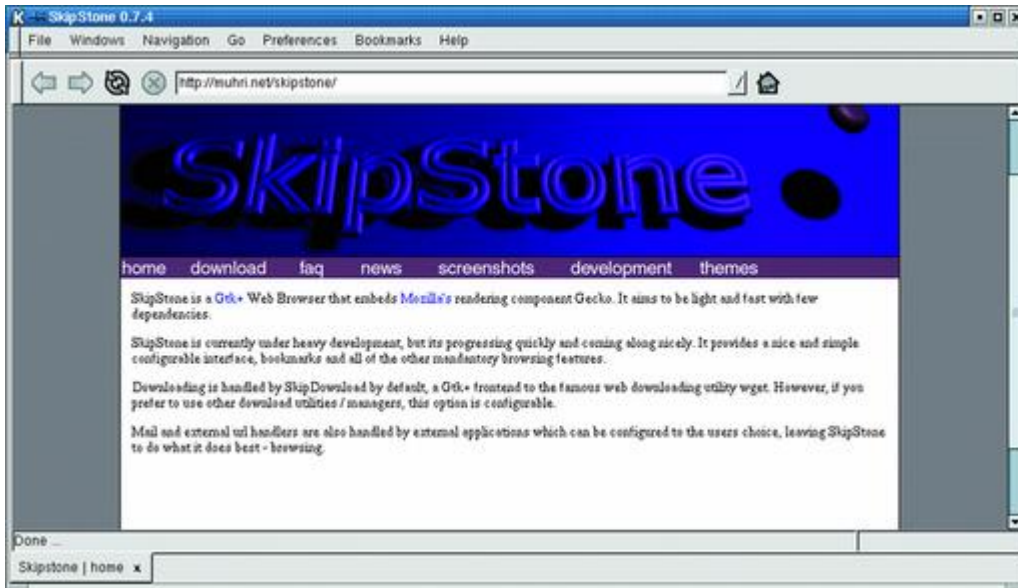 SkipStone 0.7.4
File Windows Navigation Go Preferences Bookmarks Help
http://muhri.net/skipstone/
SkipStone
home download faq news screenshots development themes
SkipStone is a Gtk+ Web Browser that embeds Mozilla's rendering component Gecko. It aims to be light and fast with few
dependencies.
SkipStone is currently under heavy development, but its progressing quickly and coming along nicely. It provides a nice and simple
configurable interface, bookmarks and all of the other mandantory browsing features.
Downloading is handled by SkipDownload by default, a Gtk+ frontend to the famous web downloading utility wget. However, if you
prefer to use other download utilities / managers, this option is configurable.
Mail and external url handlers are also handled by external applications which can be configured to the users choice, leaving SkipStone
to do what it does best - browsing.
Done ...
Skipstone | home x